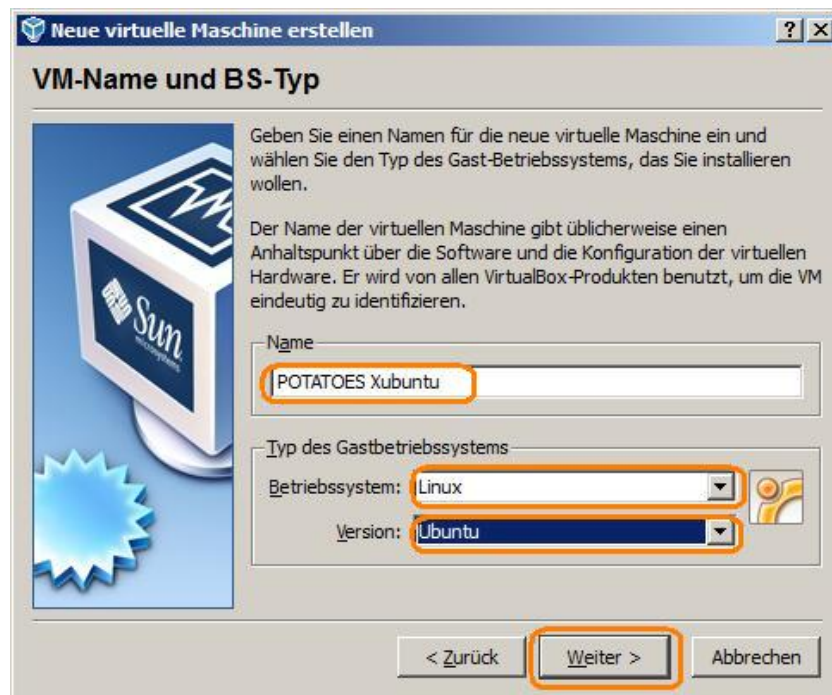 Neue virtuelle Maschine erstellen
VM-Name und BS-Typ
Geben Sie einen Namen für die neue virtuelle Maschine ein und
wählen Sie den Typ des Gast-Betriebssystems, das Sie installieren
wollen.
Der Name der virtuellen Maschine gibt üblicherweise einen
Anhaltspunkt über die Software und die Konfiguration der virtuellen
Hardware. Er wird von allen VirtualBox-Produkten benutzt, um die VM
eindeutig zu identifizieren.
Sun
microsystems
Name
POTATOES Xubuntu
Typ des Gastbetriebssystems
Betriebssystem: Linux
Version: Ubuntu
< Zurück Weiter > Abbrechen